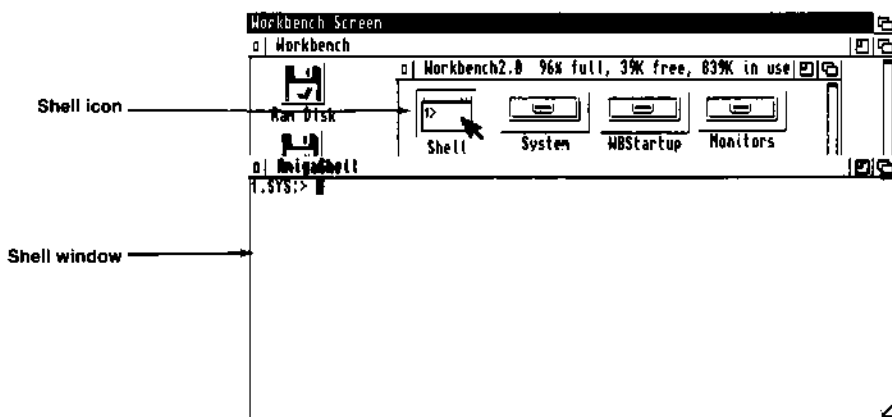 Workbench Screen
Workbench
Workbench2.0 96% full, 39K free, 839K in use
Shell icon
1>
Ram Disk
Shell
System
WBStartup
Monitors
AmigaShell
1.SYS:>
Shell window